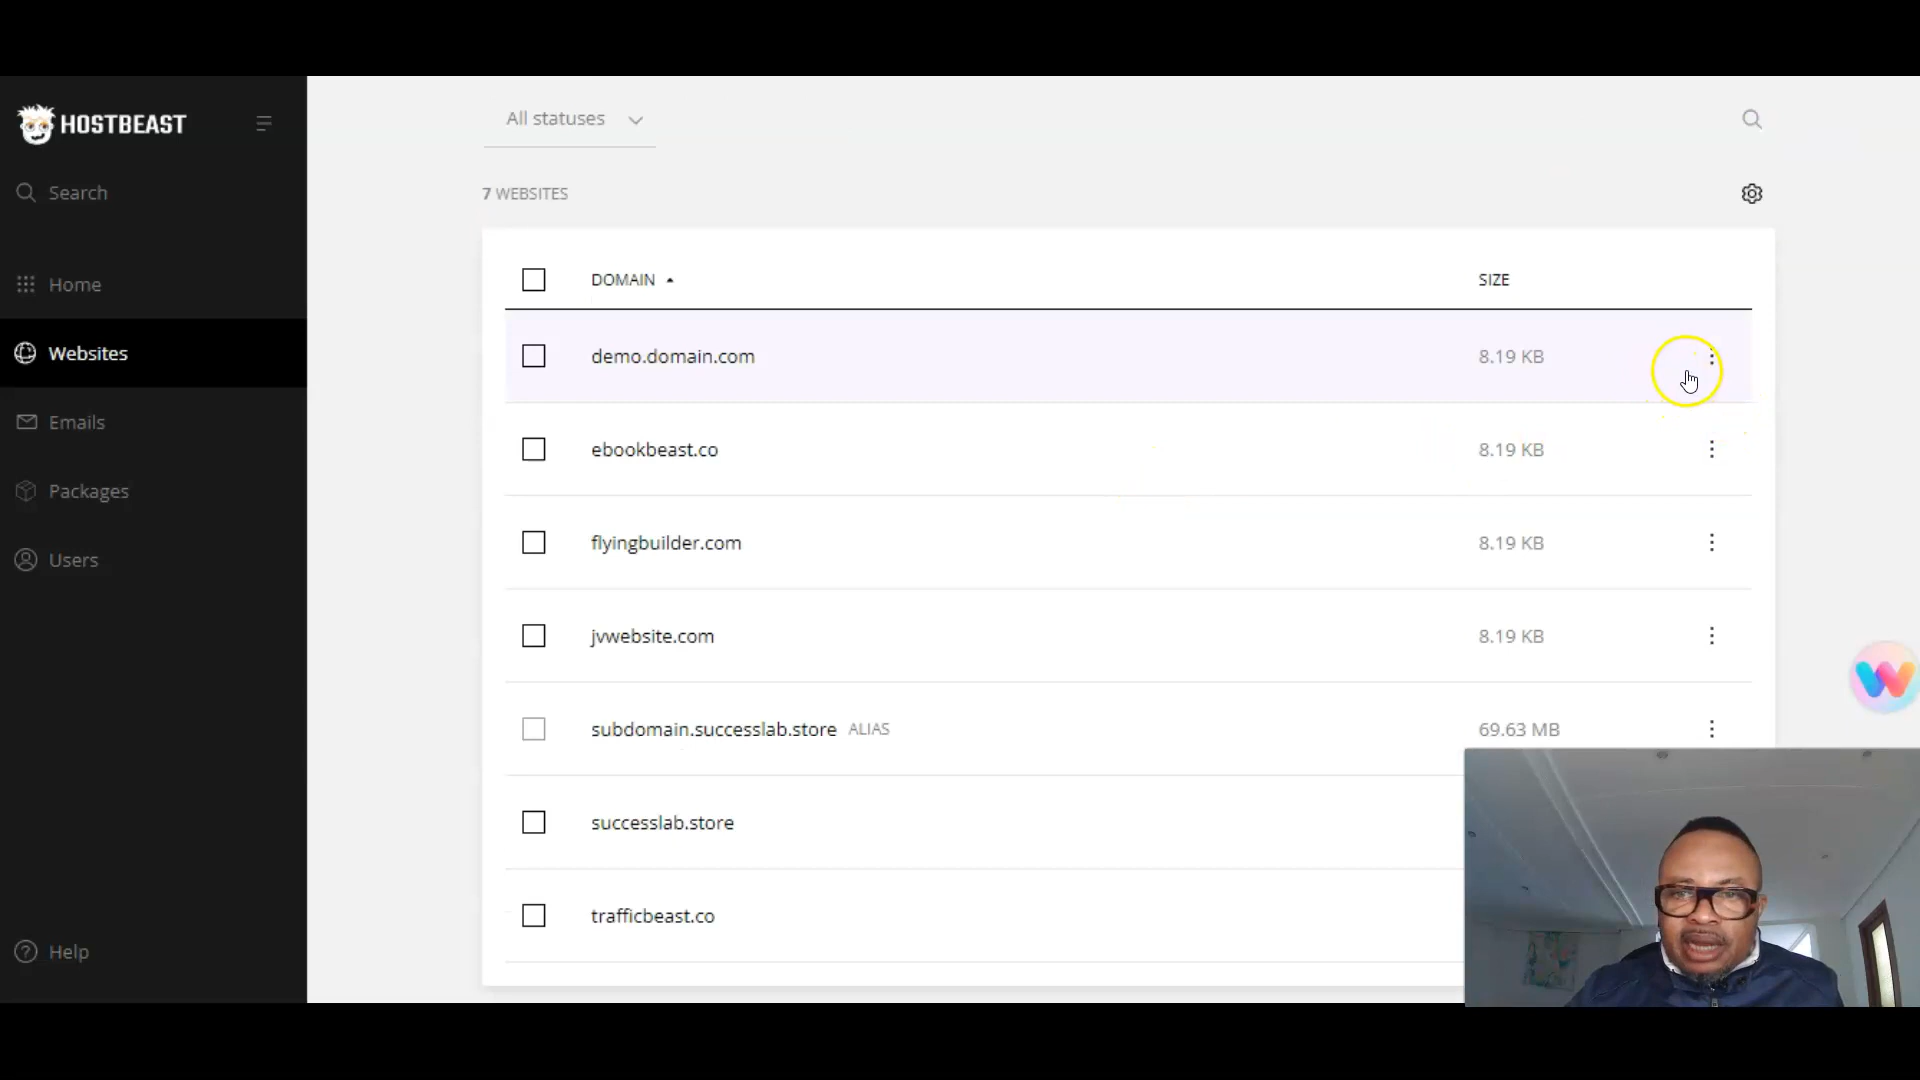 HOSTBEAST
Search
Home
Websites
Emails
Packages
Users
Help
All statuses
7 WEBSITES
DOMAIN SIZE
demo.domain.com 8.19 KB
ebookbeast.co 8.19 KB
flyingbuilder.com 8.19 KB
jvwebsite.com 8.19 KB
subdomain.successlab.store ALIAS 69.63 MB
successlab.store
trafficbeast.co